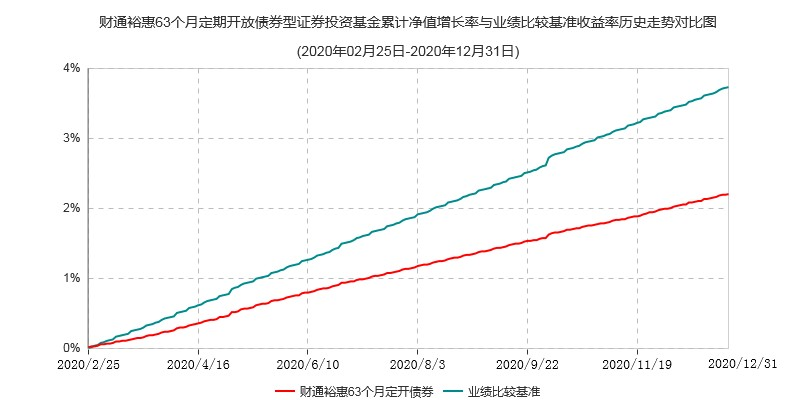 财通裕惠63个月定期开放债券型证券投资基金累计净值增长率与业绩比较基准收益率历史走势对比图
(2020年02月25日-2020年12月31日)
4%
3%
2%
1%
0%
2020/2/25 2020/4/16 2020/6/10 2020/8/3 2020/9/22 2020/11/19 2020/12/31
财通裕惠63个月定开债券 业绩比较基准